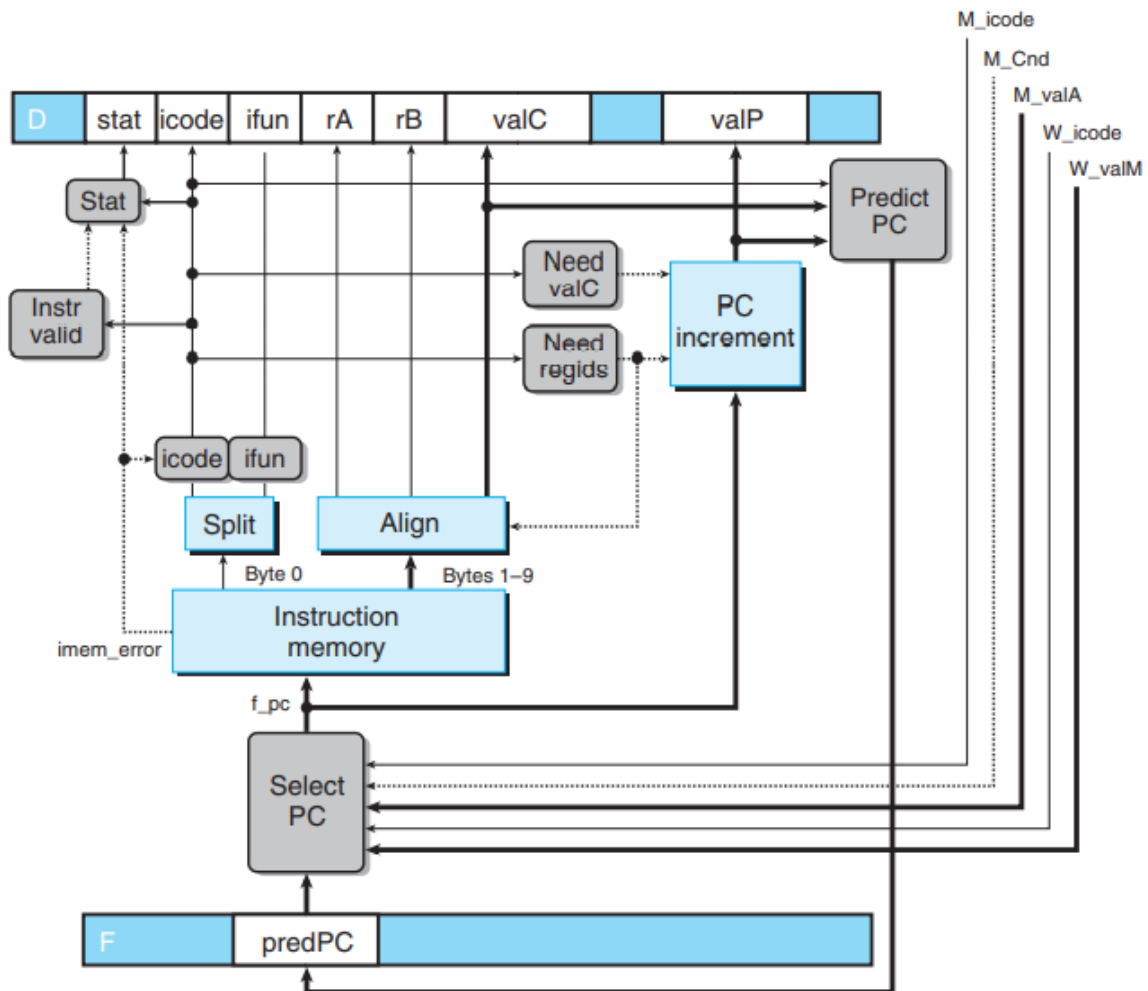 M_icode
M_Cnd
M_valA
W_icode
W_valM
D stat icode ifun rA rB valC valP
Stat
Predict
PC
Need
valC
Instr
valid
PC
increment
Need
regids
icode ifun
Split
Align
Byte 0
Bytes 1–9
Instruction
memory
imem_error
f_pc
Select
PC
F predPC